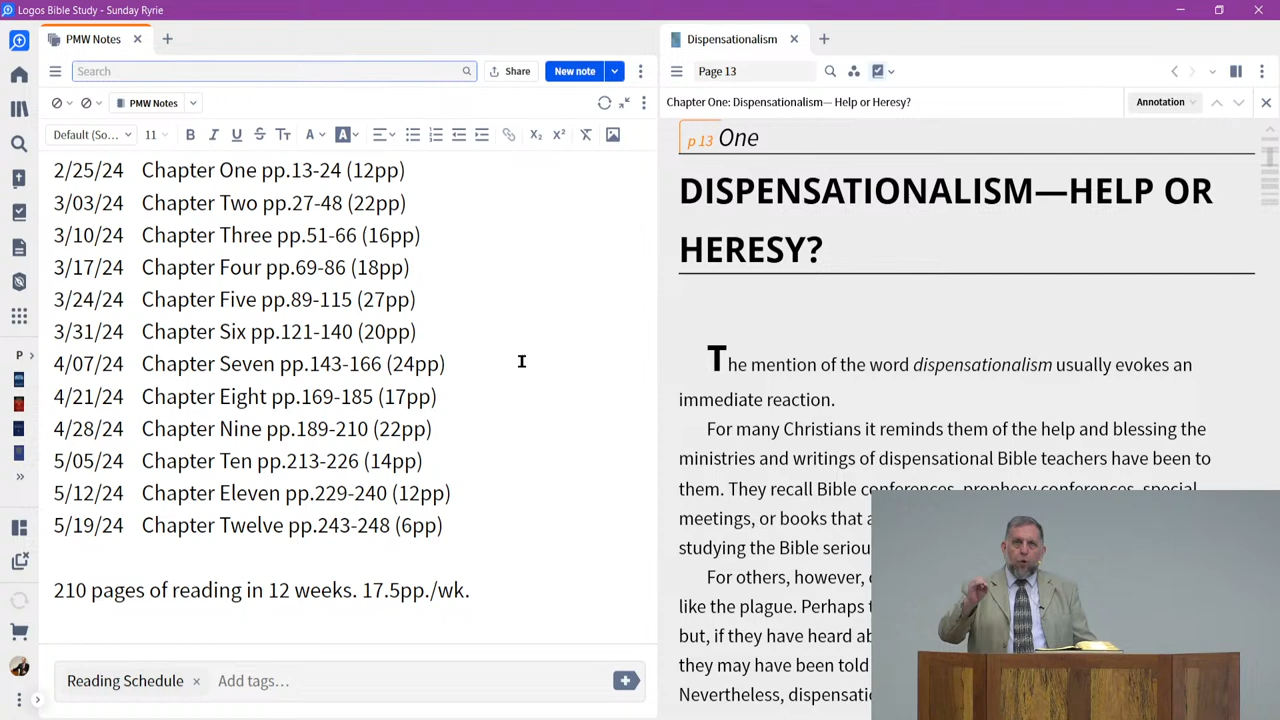 Logos Bible Study - Sunday Ryrie
PMW Notes
Search
Share
New note
PMW Notes
Default (So...
11
2/25/24 Chapter One pp.13-24 (12pp)
3/03/24 Chapter Two pp.27-48 (22pp)
3/10/24 Chapter Three pp.51-66 (16pp)
3/17/24 Chapter Four pp.69-86 (18pp)
3/24/24 Chapter Five pp.89-115 (27pp)
3/31/24 Chapter Six pp.121-140 (20pp)
4/07/24 Chapter Seven pp.143-166 (24pp)
4/21/24 Chapter Eight pp.169-185 (17pp)
4/28/24 Chapter Nine pp.189-210 (22pp)
5/05/24 Chapter Ten pp.213-226 (14pp)
5/12/24 Chapter Eleven pp.229-240 (12pp)
5/19/24 Chapter Twelve pp.243-248 (6pp)
210 pages of reading in 12 weeks. 17.5pp./wk.
Reading Schedule
Add tags...
P
Dispensationalism
Page 13
Chapter One: Dispensationalism—Help or Heresy?
Annotation
p 13 One
DISPENSATIONALISM—HELP OR
HERESY?
The mention of the word dispensationalism usually evokes an
immediate reaction.
For many Christians it reminds them of the help and blessing the
ministries and writings of dispensational Bible teachers have been to
them. They recall Bible conferences, prophecy conferences, special
meetings, or books that
studying the Bible
For others, however,
like the plague. Perhaps
but, if they have heard
they may have been told
Nevertheless,